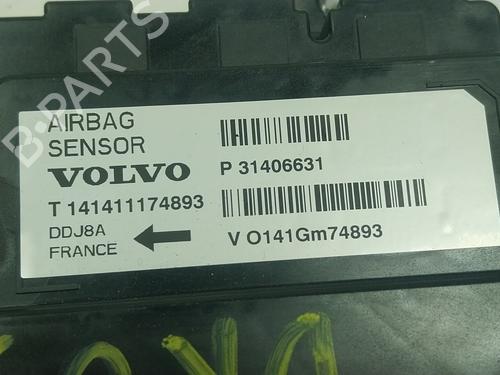 AIRBAG
SENSOR
VOLVO
P 31406631
T 141411174893
DDJ8A
FRANCE
V O141Gm74893
B-PARTS